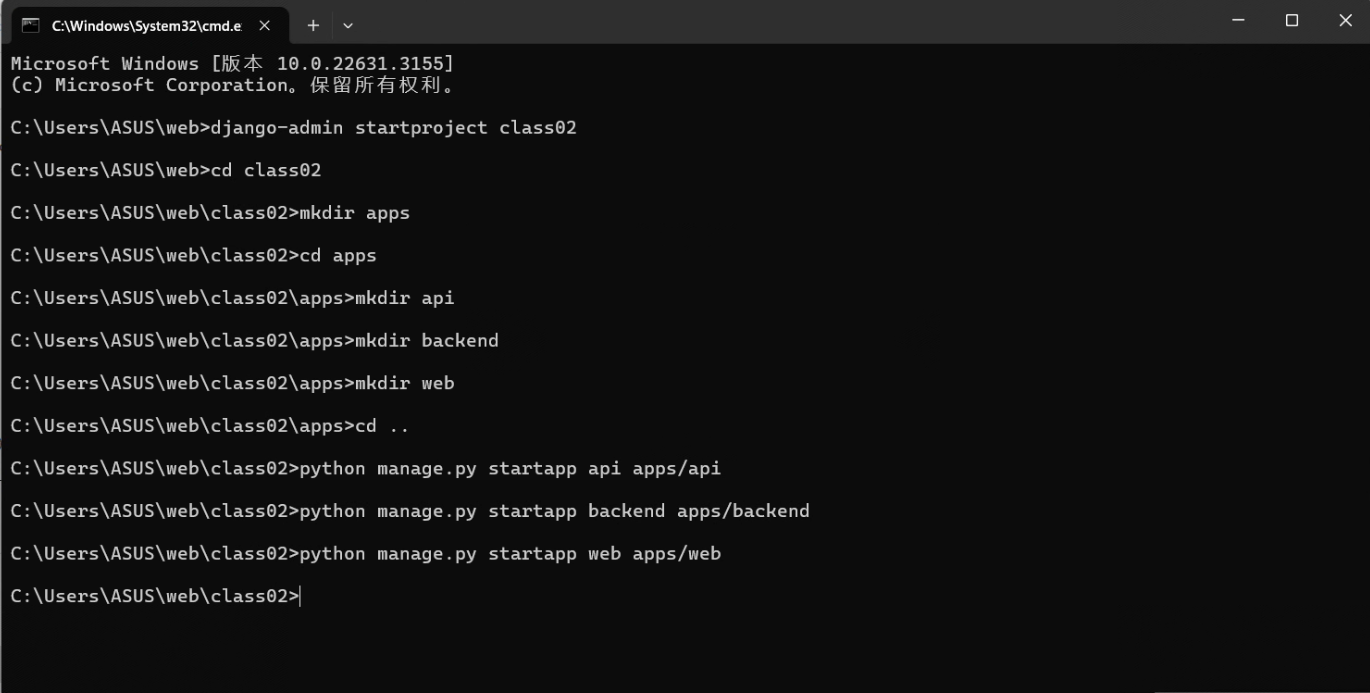 C:\Windows\System32\cmd.e
Microsoft Windows [版本 10.0.22631.3155]
(c) Microsoft Corporation。保留所有权利。
C:\Users\ASUS\web>django-admin startproject class02
C:\Users\ASUS\web>cd class02
C:\Users\ASUS\web\class02>mkdir apps
C:\Users\ASUS\web\class02>cd apps
C:\Users\ASUS\web\class02\apps>mkdir api
C:\Users\ASUS\web\class02\apps>mkdir backend
C:\Users\ASUS\web\class02\apps>mkdir web
C:\Users\ASUS\web\class02\apps>cd ..
C:\Users\ASUS\web\class02>python manage.py startapp api apps/api
C:\Users\ASUS\web\class02>python manage.py startapp backend apps/backend
C:\Users\ASUS\web\class02>python manage.py startapp web apps/web
C:\Users\ASUS\web\class02>